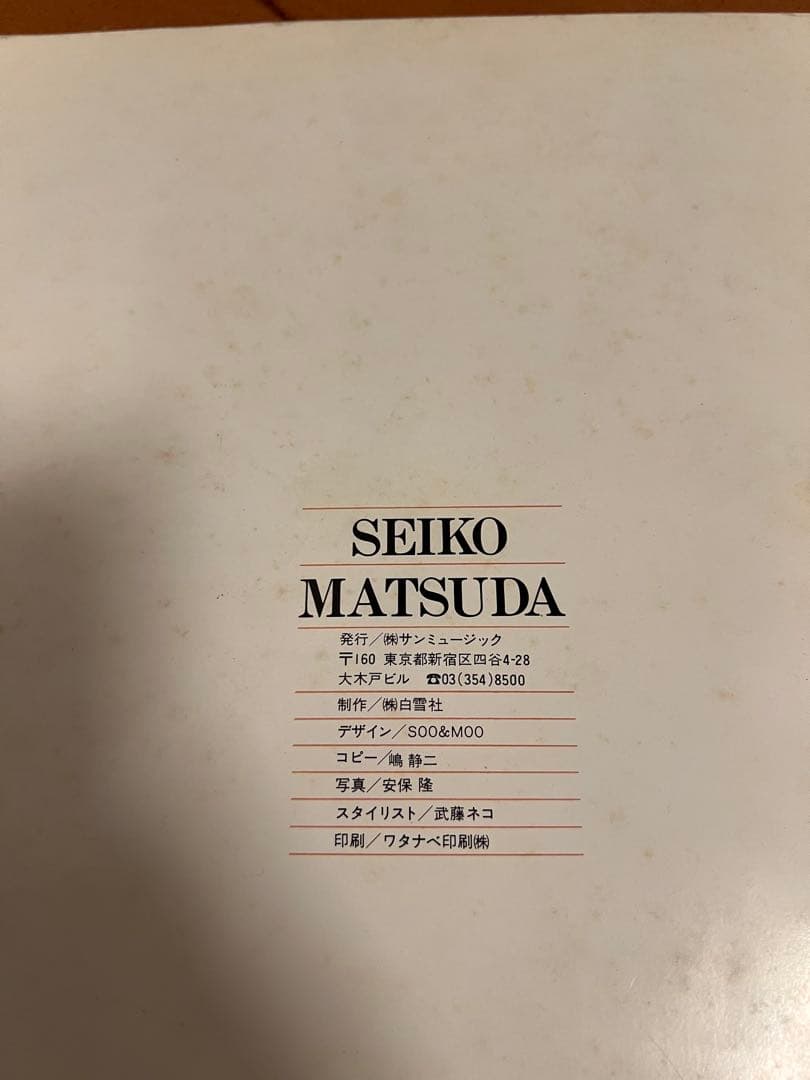 SEIKO
MATSUDA
発行／㈱サンミュージック
〒160 東京都新宿区四谷4-28
大木戸ビル ☎03(354)8500
制作／㈱白雪社
デザイン／SOO&MOO
コピー／嶋 静二
写真／安保 隆
スタイリスト／武藤ネコ
印刷／ワタナベ印刷㈱